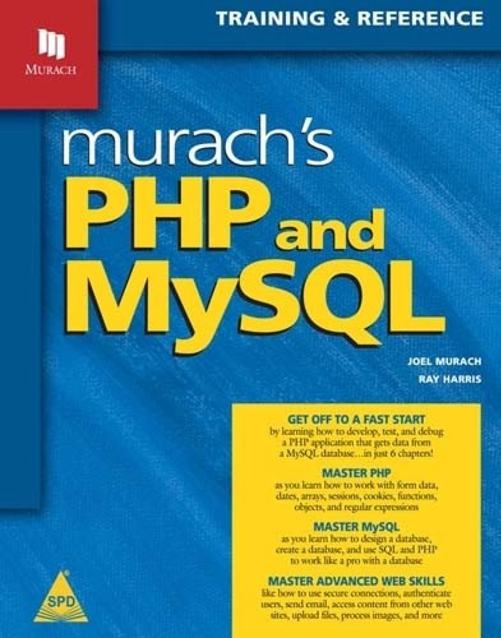 TRAINING & REFERENCE
MURACH
murach's
PHP and
MySQL
JOEL MURACH
RAY HARRIS
GET OFF TO A FAST START
by learning how to develop, test, and debug
a PHP application that gets data from
a MySQL database...in just 6 chapters!
MASTER PHP
as you learn how to work with form data,
dates, arrays, sessions, cookies, functions,
objects, and regular expressions
MASTER MySQL
as you learn how to design a database,
create a database, and use SQL and PHP
to work like a pro with a database
MASTER ADVANCED WEB SKILLS
like how to use secure connections, authenticate
users, send email, access content from other web
sites, upload files, process images, and more
SPD